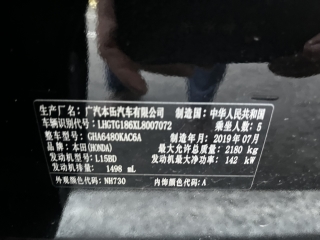 生产厂名：广汽本田汽车有限公司 制造国：中华人民共和国
车辆识别代号：LHGTG186XL8007072 乘坐人数：5
整车型号：GHA6480KAC6A 制造年月：2019年07月
品牌：本田(HONDA) 最大允许总质量：2180 kg
发动机型号：L15BD 发动机最大净功率：142 kW
发动机排量：1498 mL
外观颜色代码：NH730 内饰颜色代码：A